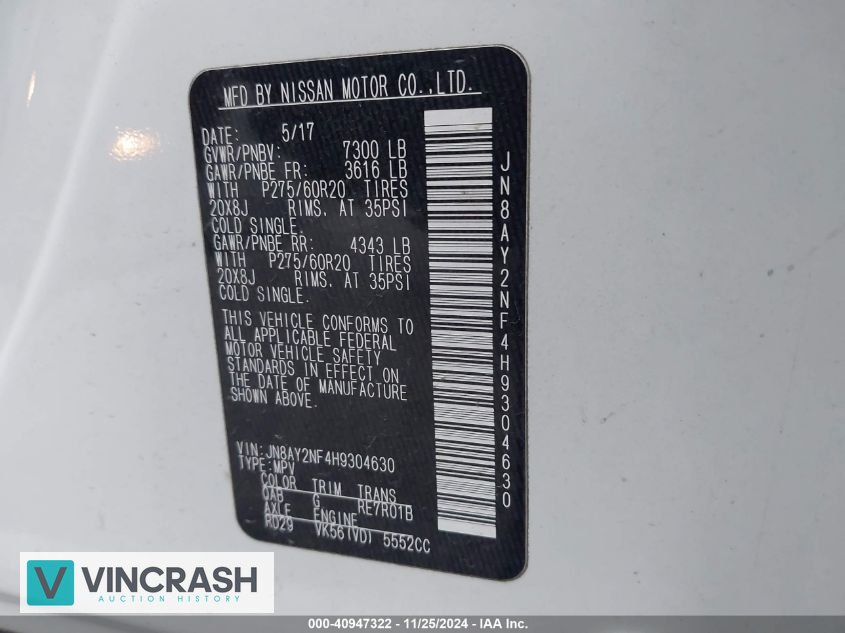 MFD BY NISSAN MOTOR CO.,LTD.
DATE: 5/17
GVWR/PNBV: 7300 LB
GAWR/PNBE FR: 3616 LB
WITH P275/60R20 TIRES
20X8J RIMS. AT 35PSI
COLD SINGLE.
GAWR/PNBE RR: 4343 LB
WITH P275/60R20 TIRES
20X8J RIMS. AT 35PSI
COLD SINGLE.
THIS VEHICLE CONFORMS TO
ALL APPLICABLE FEDERAL
MOTOR VEHICLE SAFETY
STANDARDS IN EFFECT ON
THE DATE OF MANUFACTURE
SHOWN ABOVE.
VIN:JN8AY2NF4H9304630
TYPE:MPV
COLOR TRIM TRANS
QAB G RE7R01B
AXLE ENGINE
RD29 VK56(VD) 5552CC
JN8AY2NF4H9304630
VINCRASH
AUCTION HISTORY
000-40947322 - 11/25/2024 - IAA Inc.